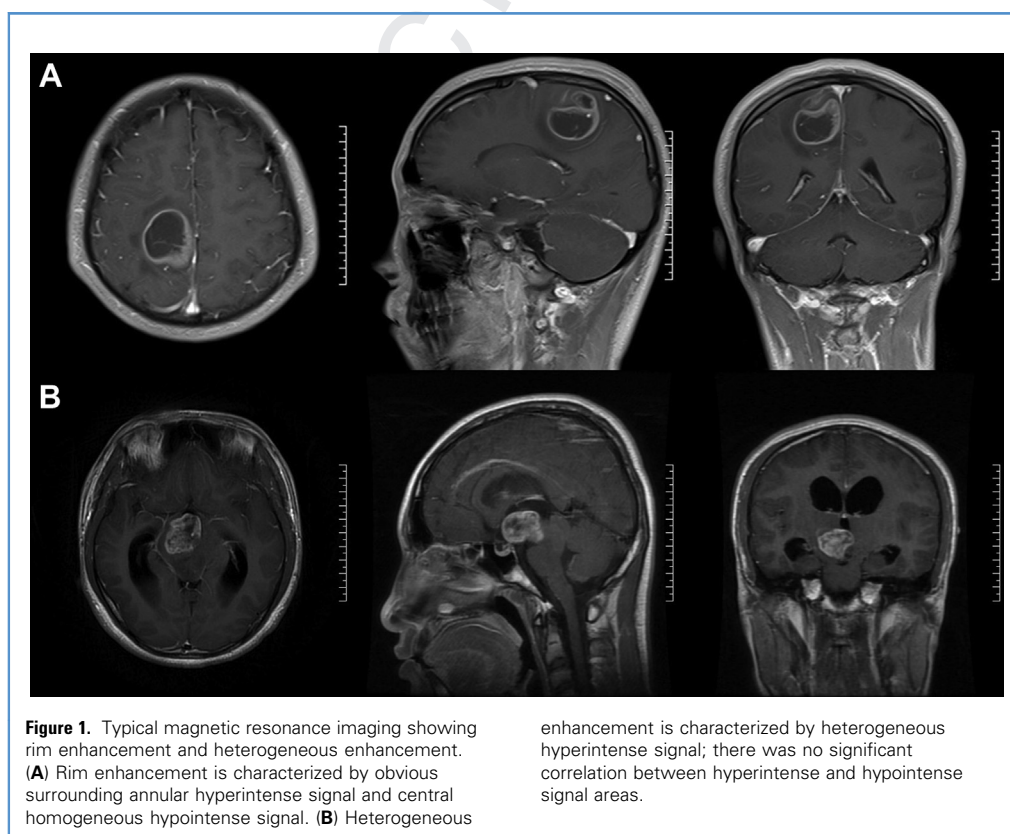 A
B
Figure 1. Typical magnetic resonance imaging showing
rim enhancement and heterogeneous enhancement.
(A) Rim enhancement is characterized by obvious
surrounding annular hyperintense signal and central
homogeneous hypointense signal. (B) Heterogeneous
enhancement is characterized by heterogeneous
hyperintense signal; there was no significant
correlation between hyperintense and hypointense
signal areas.